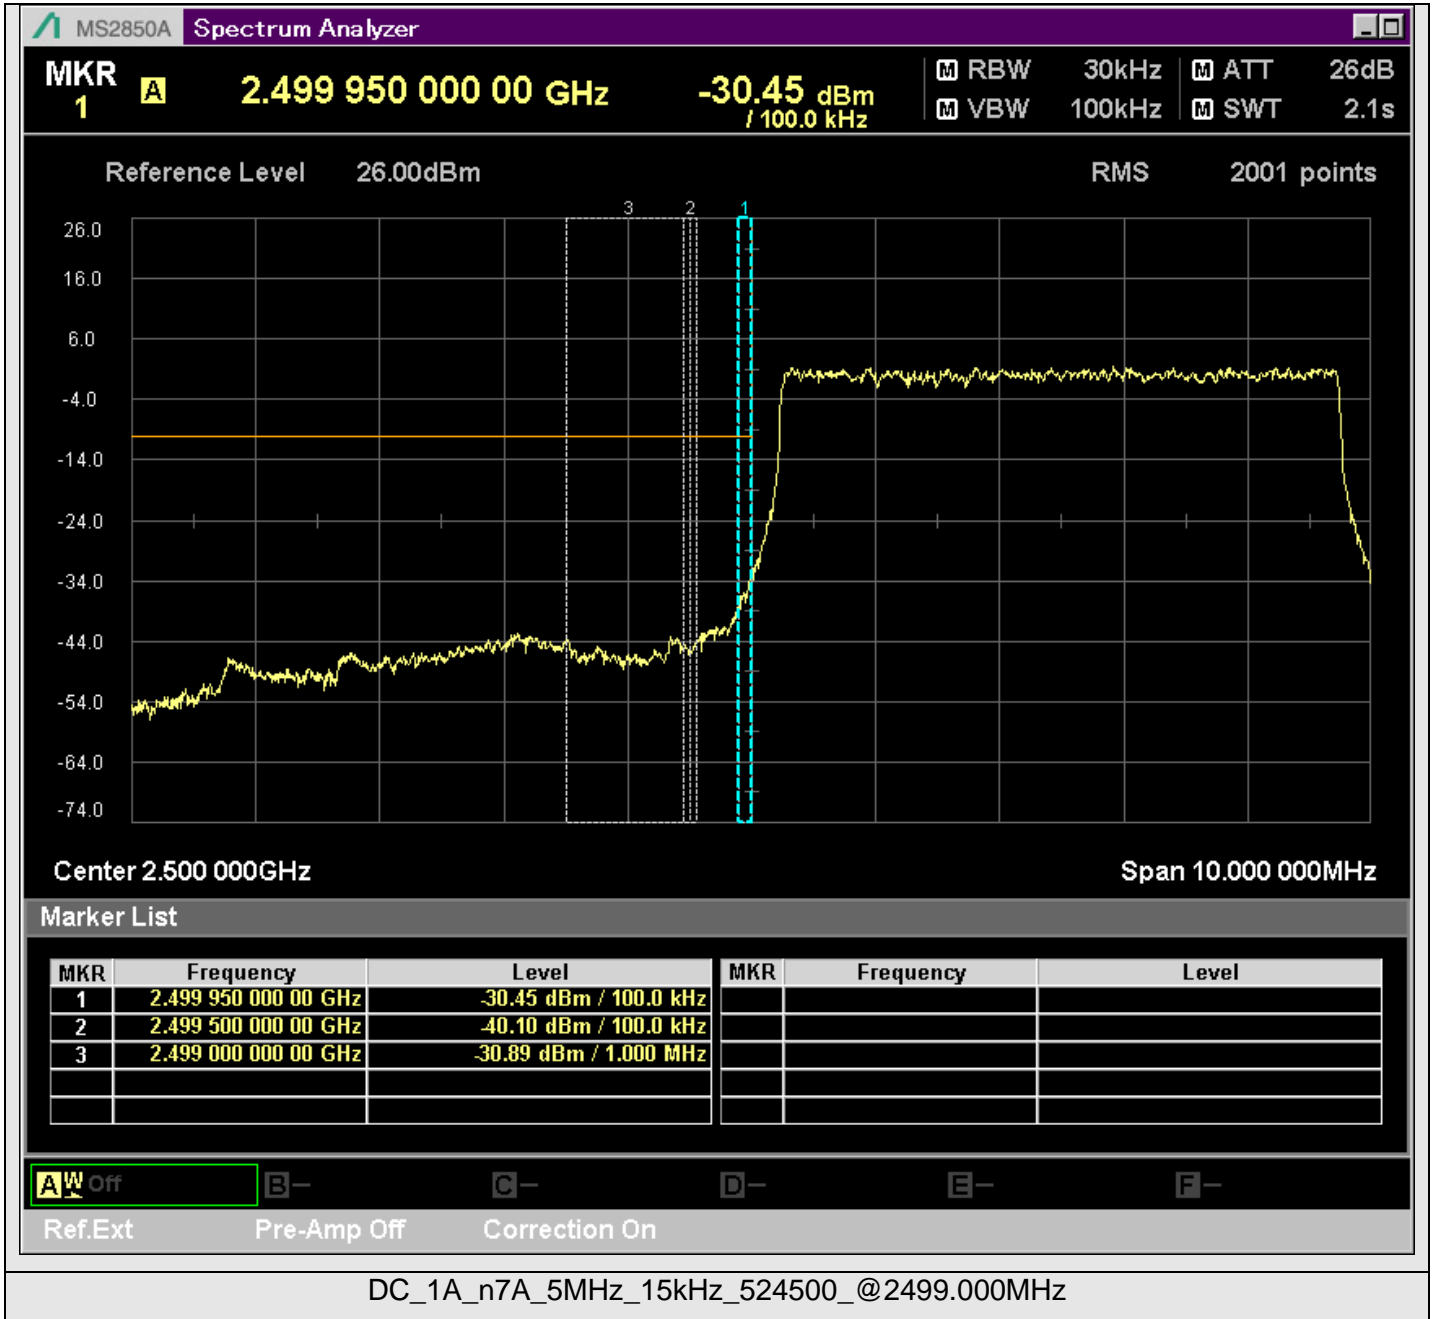 MS2850A Spectrum Analyzer
MKR 1 A 2.499 950 000 00 GHz -30.45 dBm / 100.0 kHz
M RBW 30kHz M ATT 26dB
M VBW 100kHz M SWT 2.1s
Reference Level 26.00dBm RMS 2001 points
3 2 1
26.0
16.0
6.0
-4.0
-14.0
-24.0
-34.0
-44.0
-54.0
-64.0
-74.0
Center 2.500 000GHz Span 10.000 000MHz
Marker List
MKR Frequency Level MKR Frequency Level
1 2.499 950 000 00 GHz -30.45 dBm / 100.0 kHz
2 2.499 500 000 00 GHz -40.10 dBm / 100.0 kHz
3 2.499 000 000 00 GHz -30.89 dBm / 1.000 MHz
A W Off B- C- D- E- F-
Ref.Ext Pre-Amp Off Correction On
DC_1A_n7A_5MHz_15kHz_524500_@2499.000MHz